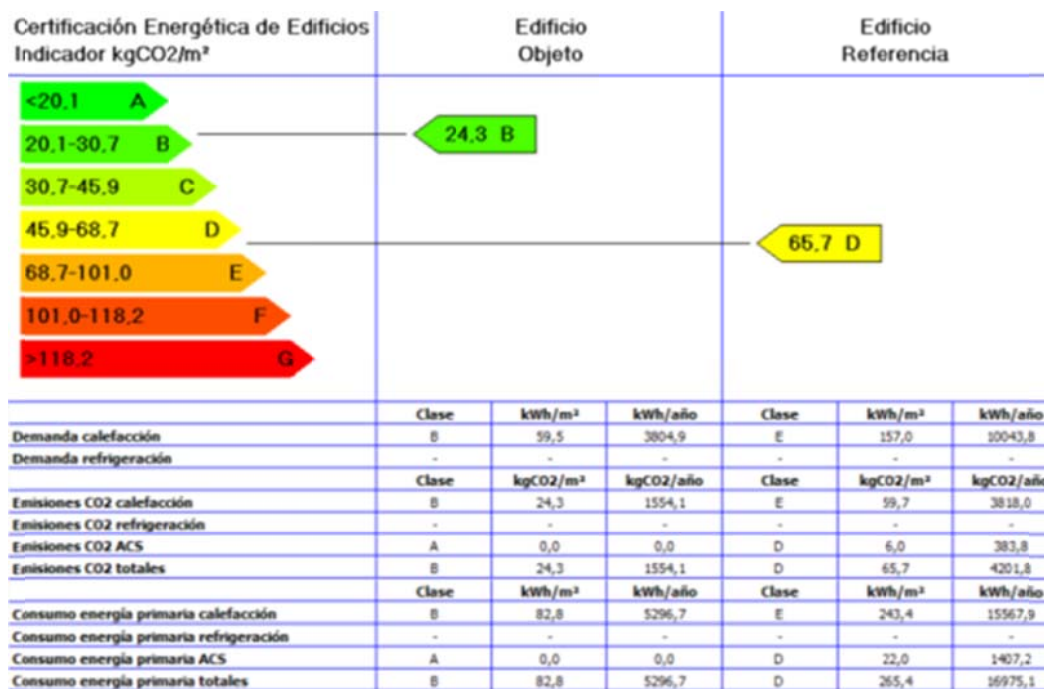 Certificación Energética de Edificios
Indicador kgCO2/m²
Edificio
Objeto
Edificio
Referencia
<20,1 A
20,1-30,7 B
24,3 B
30,7-45,9 C
45,9-68,7 D
65,7 D
68,7-101,0 E
101,0-118,2 F
>118,2 G
Clase kWh/m² kWh/año Clase kWh/m² kWh/año
Demanda calefacción B 59,5 3804,9 E 157,0 10043,8
Demanda refrigeración - - - - - -
Clase kgCO2/m² kgCO2/año Clase kgCO2/m² kgCO2/año
Emisiones CO2 calefacción B 24,3 1554,1 E 59,7 3818,0
Emisiones CO2 refrigeración - - - - - -
Emisiones CO2 ACS A 0,0 0,0 D 6,0 383,8
Emisiones CO2 totales B 24,3 1554,1 D 65,7 4201,8
Clase kWh/m² kWh/año Clase kWh/m² kWh/año
Consumo energía primaria calefacción B 82,8 5296,7 E 243,4 15567,9
Consumo energía primaria refrigeración - - - - - -
Consumo energía primaria ACS A 0,0 0,0 D 22,0 1407,2
Consumo energía primaria totales B 82,8 5296,7 D 265,4 16975,1